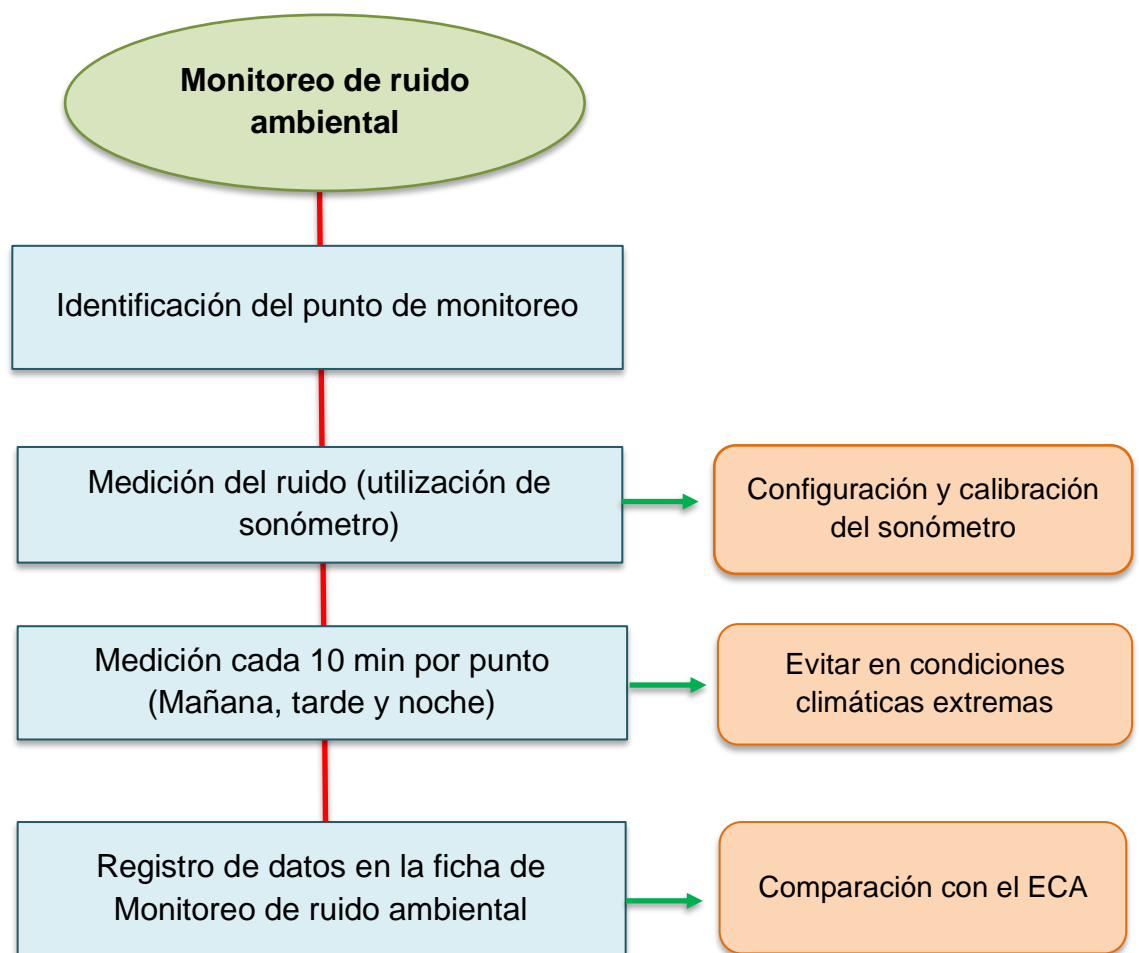 Monitoreo de ruido
ambiental
Identificación del punto de monitoreo
Medición del ruido (utilización de
sonómetro)
Configuración y calibración
del sonómetro
Medición cada 10 min por punto
(Mañana, tarde y noche)
Evitar en condiciones
climáticas extremas
Registro de datos en la ficha de
Monitoreo de ruido ambiental
Comparación con el ECA